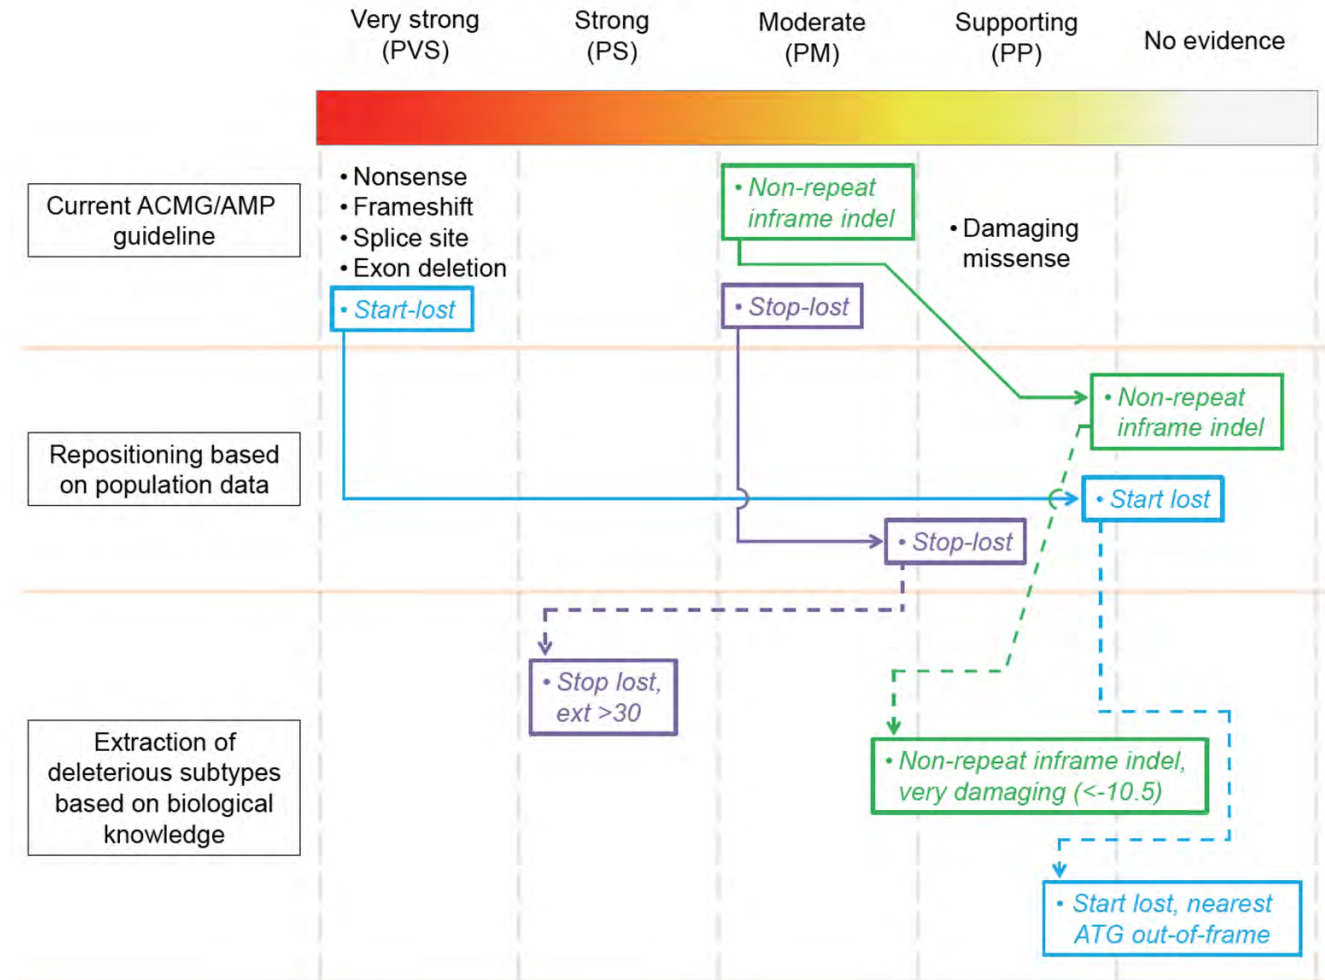 Very strong
(PVS)
Strong
(PS)
Moderate
(PM)
Supporting
(PP)
No evidence
Current ACMG/AMP
guideline
• Nonsense
• Frameshift
• Splice site
• Exon deletion
• Start-lost
• Non-repeat
inframe indel
• Stop-lost
• Damaging
missense
Repositioning based
on population data
• Non-repeat
inframe indel
• Start lost
• Stop-lost
Extraction of
deleterious subtypes
based on biological
knowledge
• Stop lost,
ext >30
• Non-repeat inframe indel,
very damaging (<-10.5)
• Start lost, nearest
ATG out-of-frame